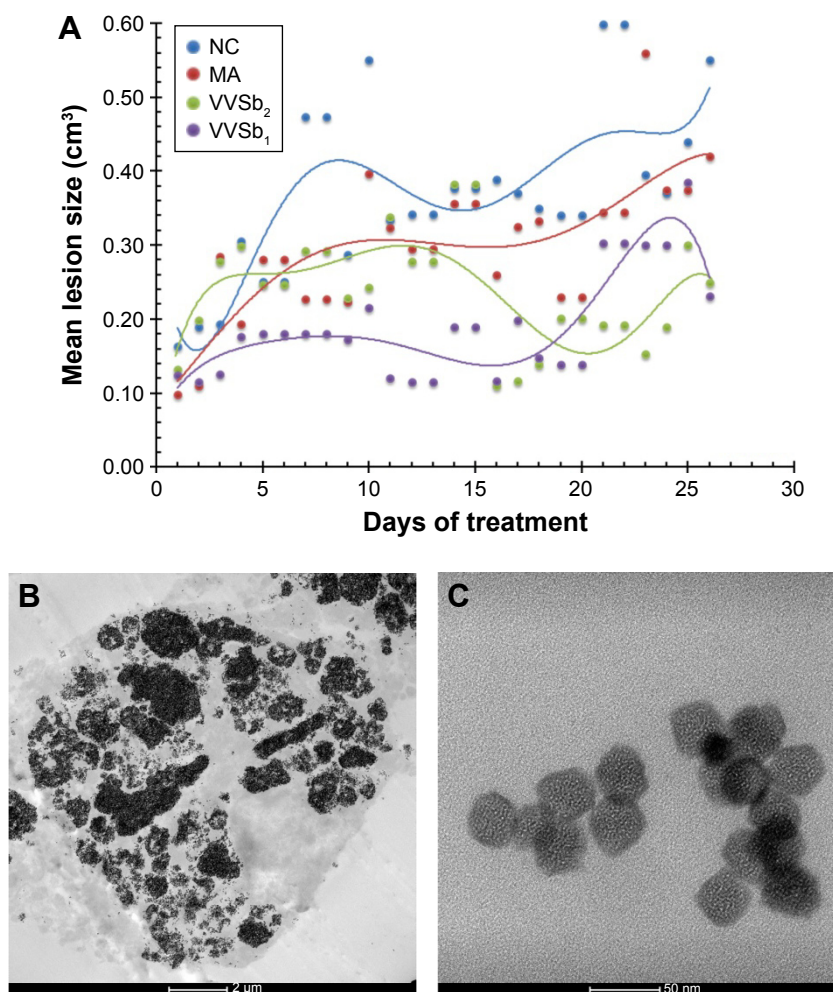 A
NC
MA
VVSb₂
VVSb₁
Mean lesion size (cm³)
0.60
0.50
0.40
0.30
0.20
0.10
0.00
0 5 10 15 20 25 30
Days of treatment
B
2 µm
C
50 nm